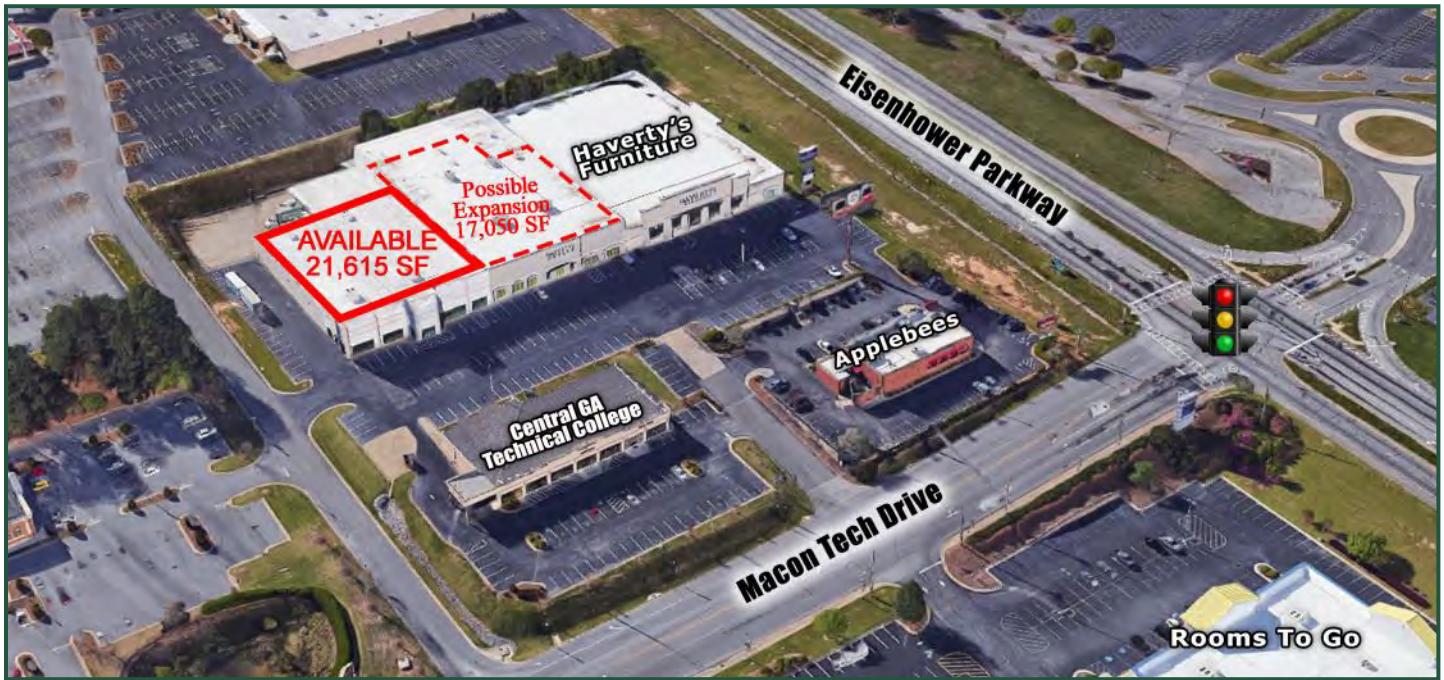 Eisenhower Parkway
Haverty's
Furniture
HAVERTYS
Possible
Expansion
17,050 SF
AVAILABLE
21,615 SF
Applebees
Central GA
Technical College
Macon Tech Drive
Rooms To Go